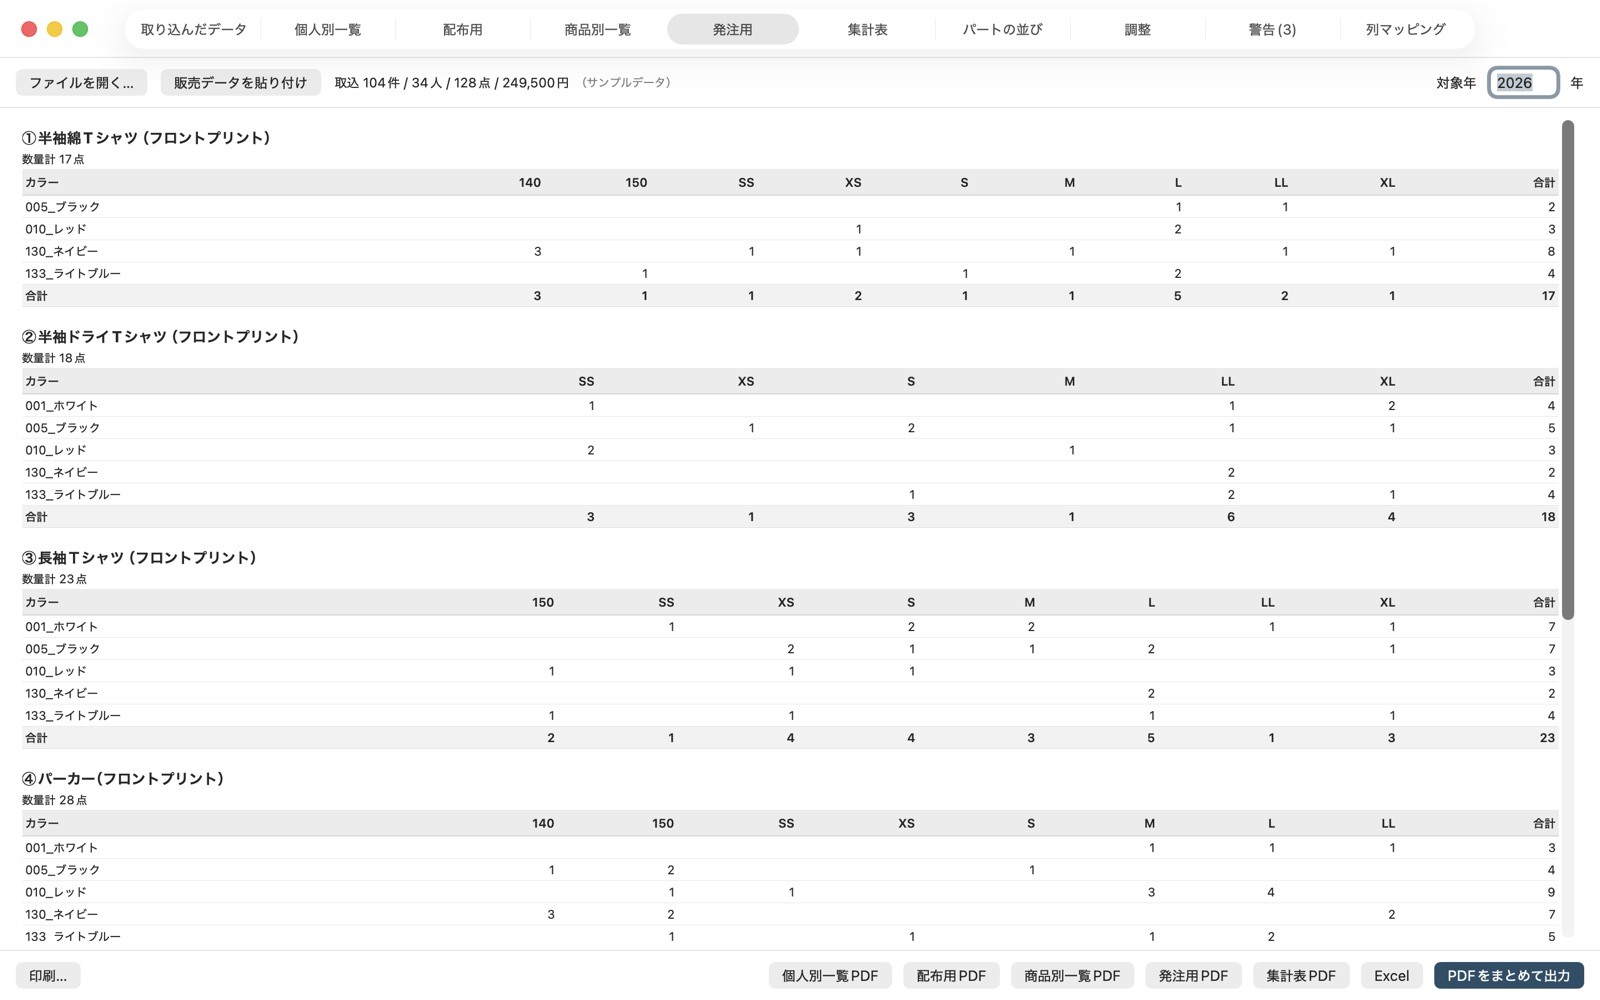 取り込んだデータ 個人別一覧 配布用 商品別一覧 発注用 集計表 パートの並び 調整 警告(3) 列マッピング
ファイルを開く... 販売データを貼り付け 取込 104件 / 34人 / 128点 / 249,500円 （サンプルデータ） 対象年 2026 年
①半袖綿Tシャツ（フロントプリント）
数量計 17点
カラー 140 150 SS XS S M L LL XL 合計
005_ブラック 1 1 2
010_レッド 1 2 3
130_ネイビー 3 1 1 1 1 1 8
133_ライトブルー 1 1 2 4
合計 3 1 1 2 1 1 5 2 1 17
②半袖ドライTシャツ（フロントプリント）
数量計 18点
カラー SS XS S M LL XL 合計
001_ホワイト 1 1 2 4
005_ブラック 1 2 1 1 5
010_レッド 2 1 3
130_ネイビー 2 2
133_ライトブルー 1 2 1 4
合計 3 1 3 1 6 4 18
③長袖Tシャツ（フロントプリント）
数量計 23点
カラー 150 SS XS S M L LL XL 合計
001_ホワイト 1 2 2 1 1 7
005_ブラック 2 1 1 2 1 7
010_レッド 1 1 1 3
130_ネイビー 2 2
133_ライトブルー 1 1 1 1 4
合計 2 1 4 4 3 5 1 3 23
④パーカー（フロントプリント）
数量計 28点
カラー 140 150 SS XS S M L LL 合計
001_ホワイト 1 1 1 3
005_ブラック 1 2 1 4
010_レッド 1 1 3 4 9
130_ネイビー 3 2 2 7
133 ライトブルー 1 1 1 2 5
印刷... 個人別一覧PDF 配布用PDF 商品別一覧PDF 発注用PDF 集計表PDF Excel PDFをまとめて出力